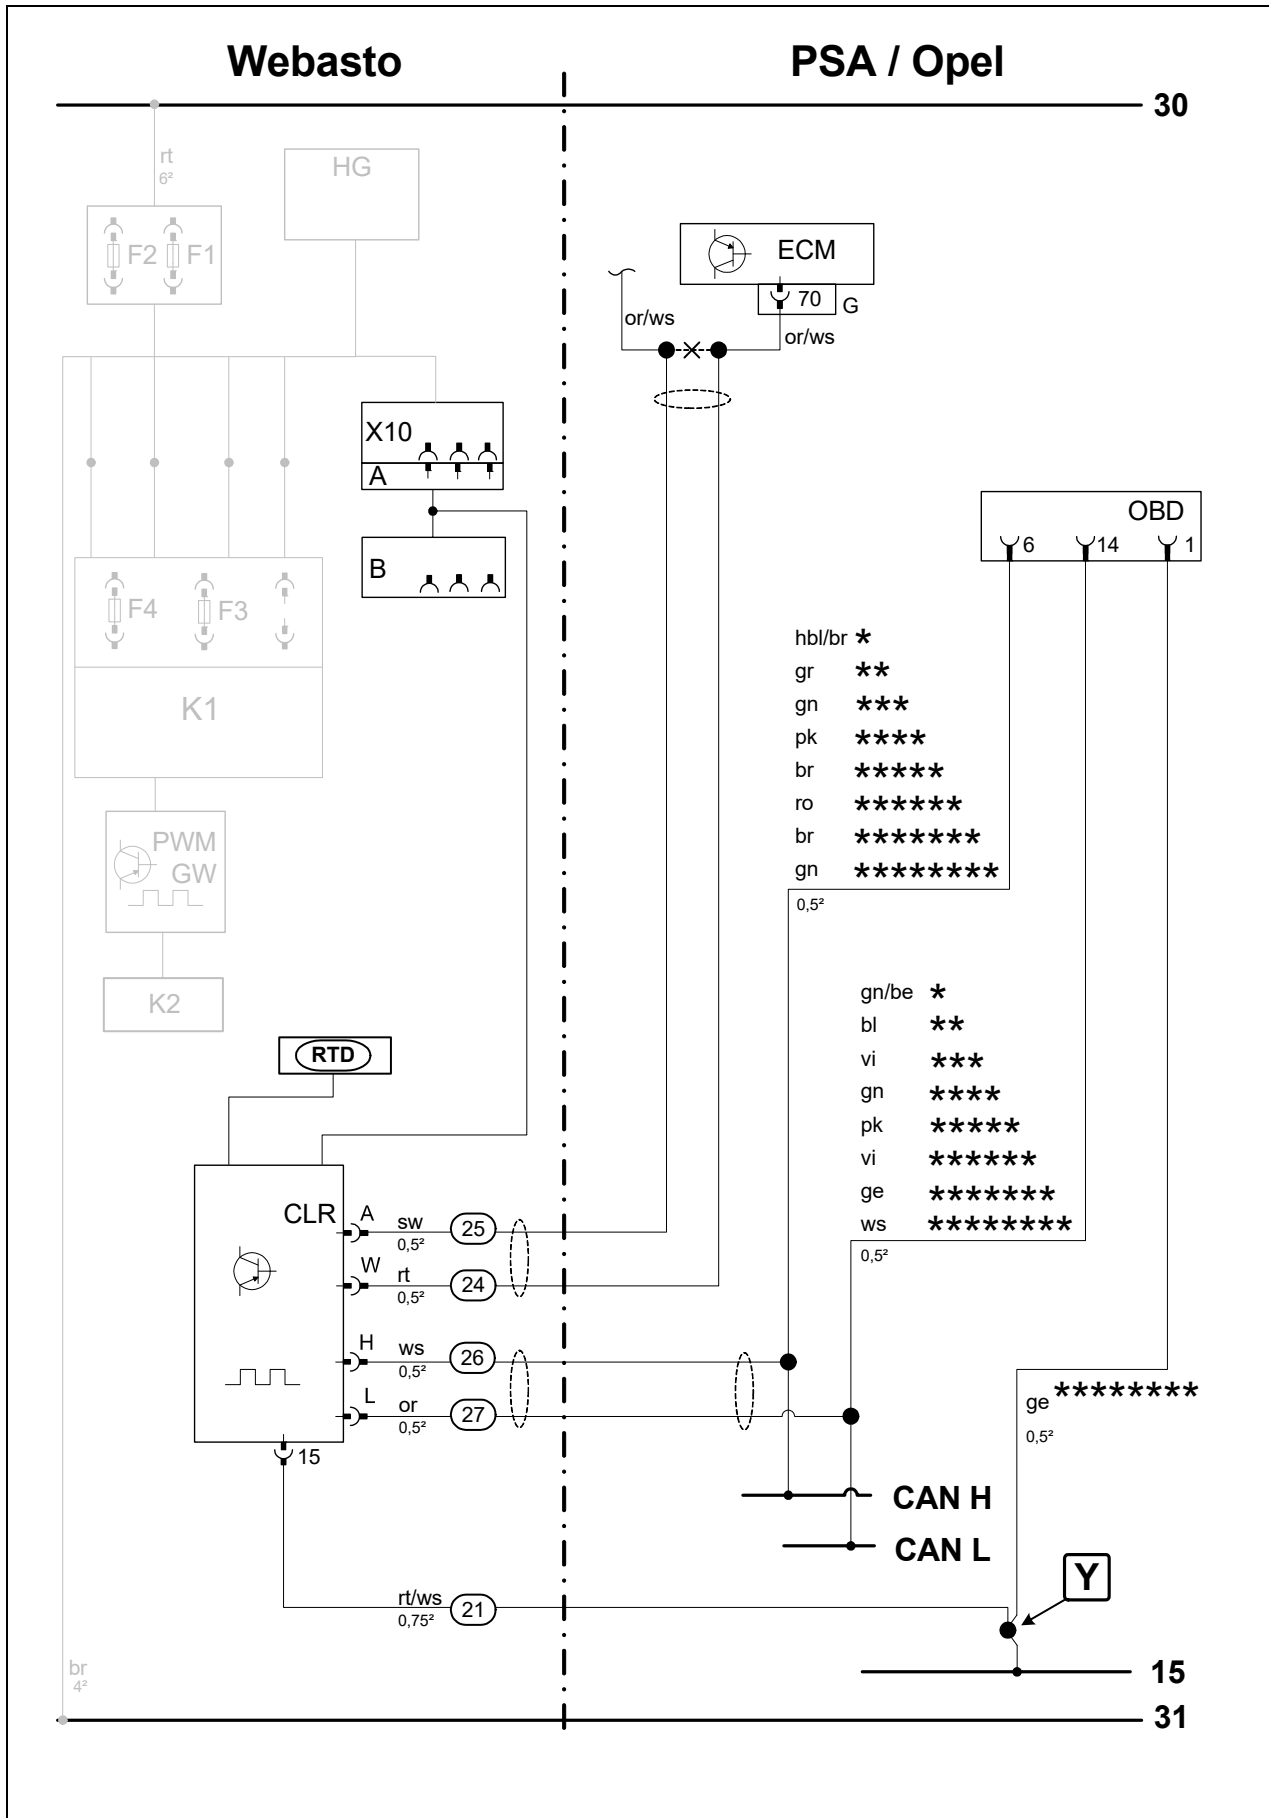 Webasto
PSA / Opel
30
rt
6²
HG
F2
F1
ECM
70
G
or/ws
or/ws
X10
A
OBD
6
14
1
B
F4
F3
K1
hbl/br *
gr **
gn ***
pk ****
br *****
ro ******
br *******
gn ********
0,5²
PWM
GW
K2
gn/be *
bl **
vi ***
gn ****
pk *****
vi ******
ge *******
ws ********
0,5²
RTD
CLR
A
sw
0,5²
25
W
rt
0,5²
24
H
ws
0,5²
26
L
or
0,5²
27
ge ********
0,5²
15
CAN H
CAN L
Y
rt/ws
0,75²
21
br
4²
15
31